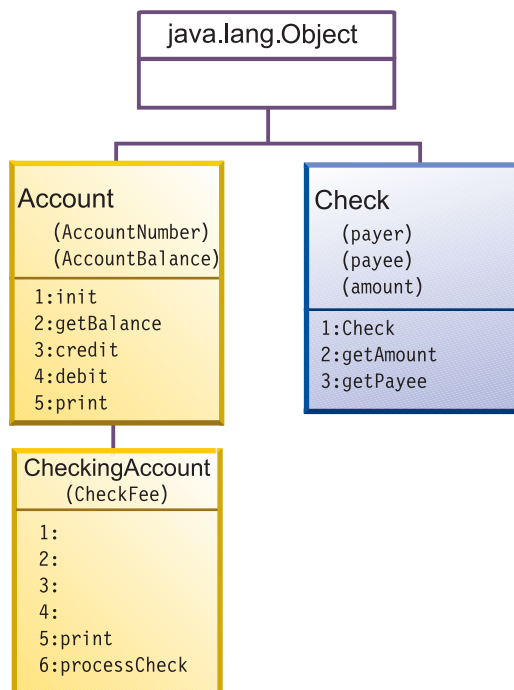 java.lang.Object
Account
(AccountNumber)
(AccountBalance)
1:init
2:getBalance
3:credit
4:debit
5:print
Check
(payer)
(payee)
(amount)
1:Check
2:getAmount
3:getPayee
CheckingAccount
(CheckFee)
1:
2:
3:
4:
5:print
6:processCheck